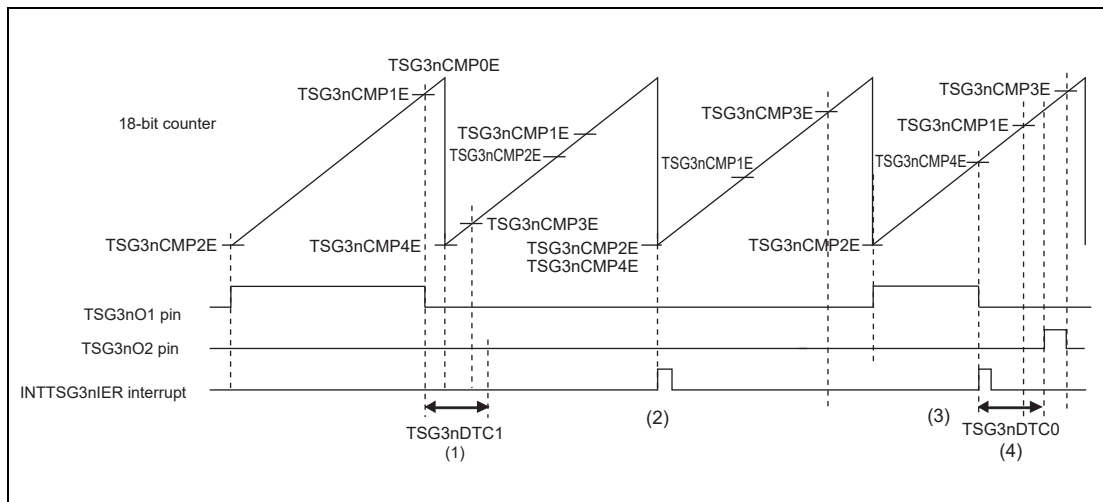 TSG3nCMP0E
TSG3nCMP1E
TSG3nCMP3E
TSG3nCMP3E
18-bit counter
TSG3nCMP1E
TSG3nCMP1E
TSG3nCMP2E
TSG3nCMP1E
TSG3nCMP4E
TSG3nCMP3E
TSG3nCMP2E
TSG3nCMP4E
TSG3nCMP2E
TSG3nCMP4E
TSG3nCMP2E
TSG3nO1 pin
TSG3nO2 pin
INTTSG3nIER interrupt
TSG3nDTC1
(1)
(2)
(3)
TSG3nDTC0
(4)